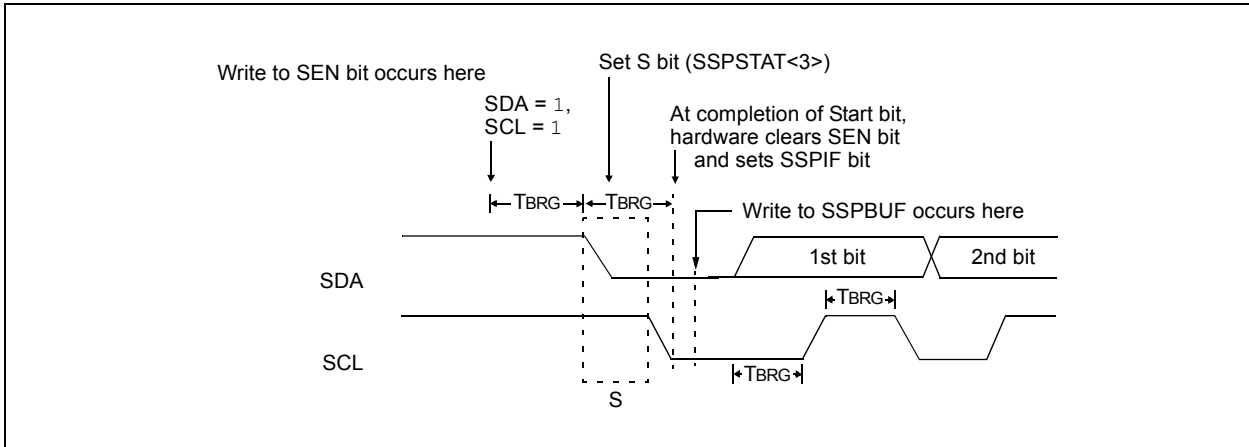 Set S bit (SSPSTAT<3>)
Write to SEN bit occurs here
SDA = 1,
SCL = 1
At completion of Start bit,
hardware clears SEN bit
and sets SSPIF bit
TBRG
TBRG
Write to SSPBUF occurs here
1st bit
2nd bit
SDA
TBRG
SCL
TBRG
S